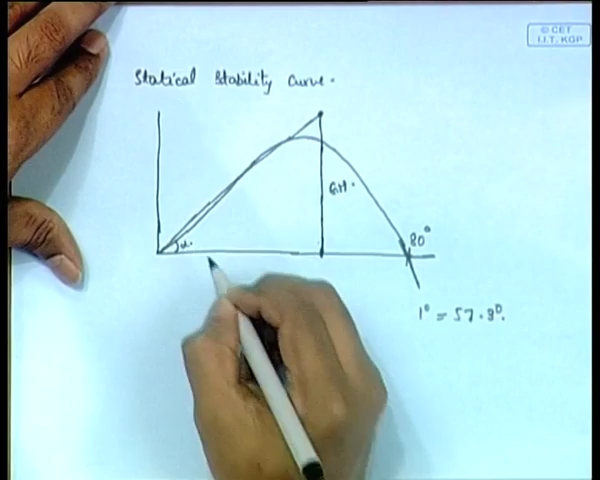 © CET
I.I.T. KGP
Statical Stability Curve.
GM.
α.
80°
1° = 57.3°.